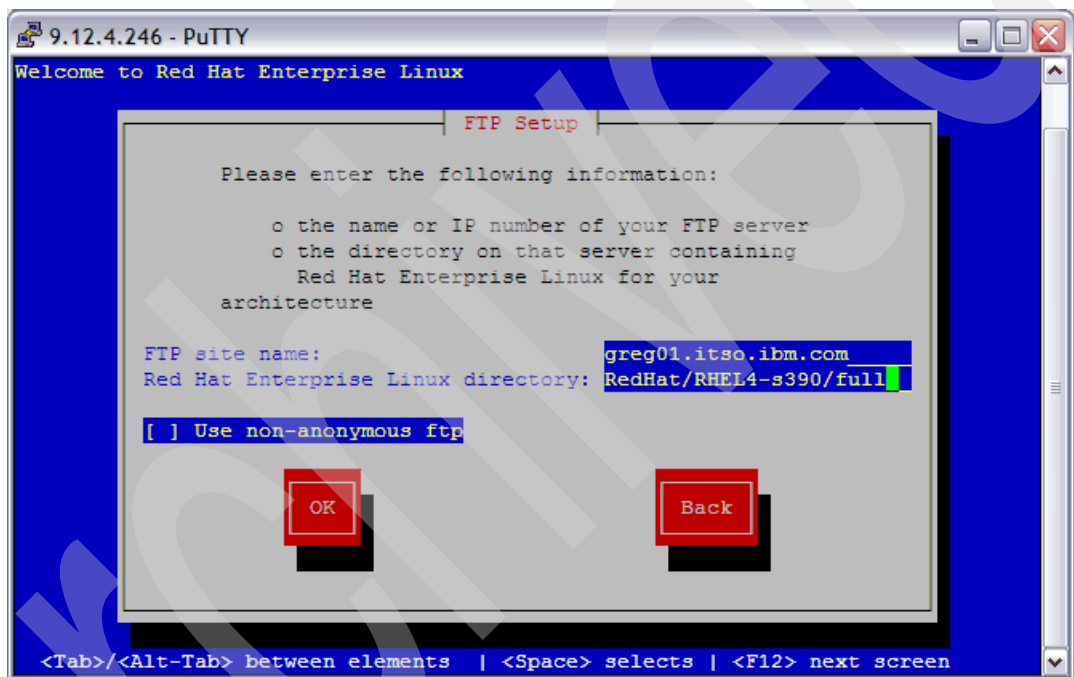 9.12.4.246 - PuTTY
Welcome to Red Hat Enterprise Linux
FTP Setup
Please enter the following information:
o the name or IP number of your FTP server
o the directory on that server containing
Red Hat Enterprise Linux for your
architecture
FTP site name: greg01.itso.ibm.com
Red Hat Enterprise Linux directory: RedHat/RHEL4-s390/full
[ ] Use non-anonymous ftp
OK Back
<Tab>/<Alt-Tab> between elements | <Space> selects | <F12> next screen